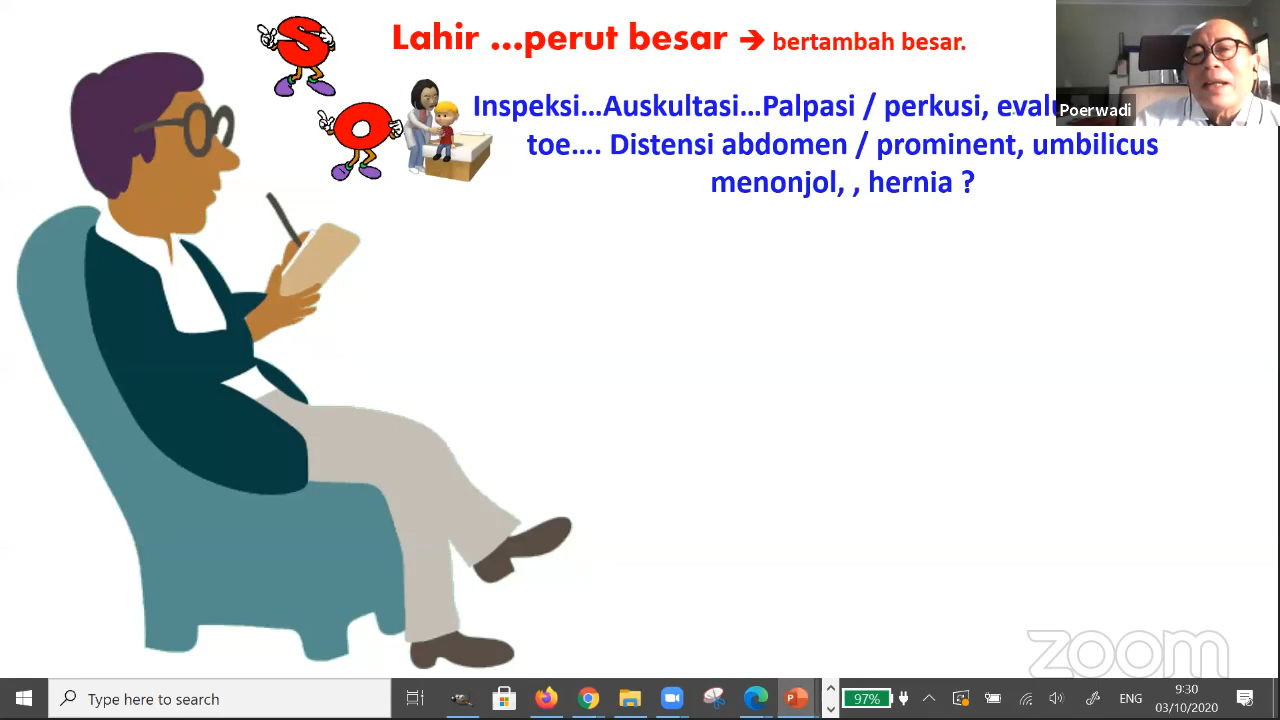 S
Lahir ...perut besar ➔ bertambah besar.
O
Inspeksi...Auskultasi...Palpasi / perkusi,
toe.... Distensi abdomen / prominent, umbilicus
menonjol, , hernia ?
Poerwadi
zoom
Type here to search
97%
ENG
9:30
03/10/2020